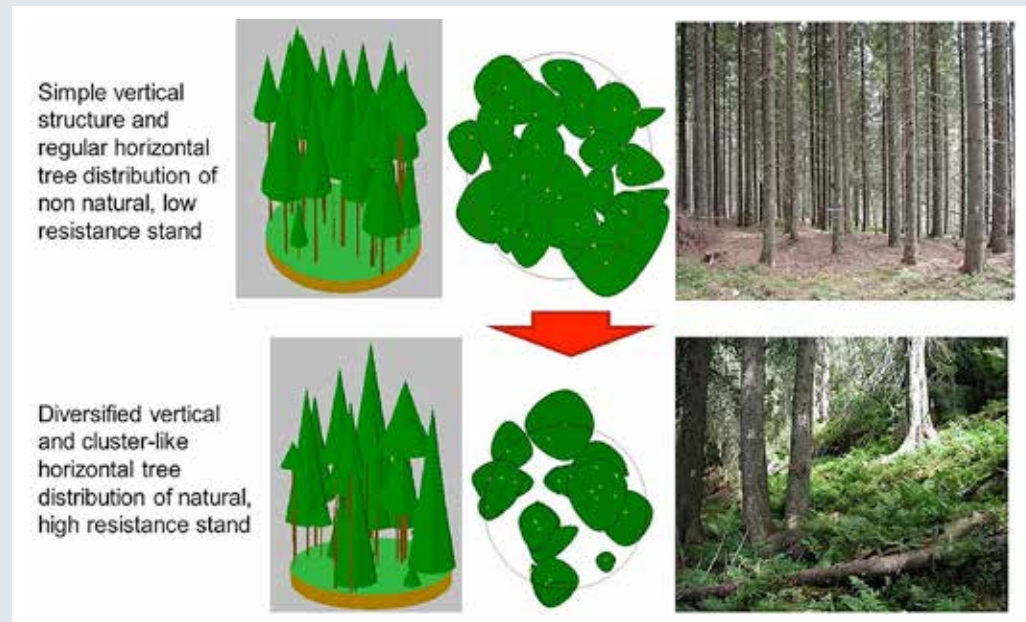 Simple vertical
structure and
regular horizontal
tree distribution of
non natural, low
resistance stand
Diversified vertical
and cluster-like
horizontal tree
distribution of natural,
high resistance stand